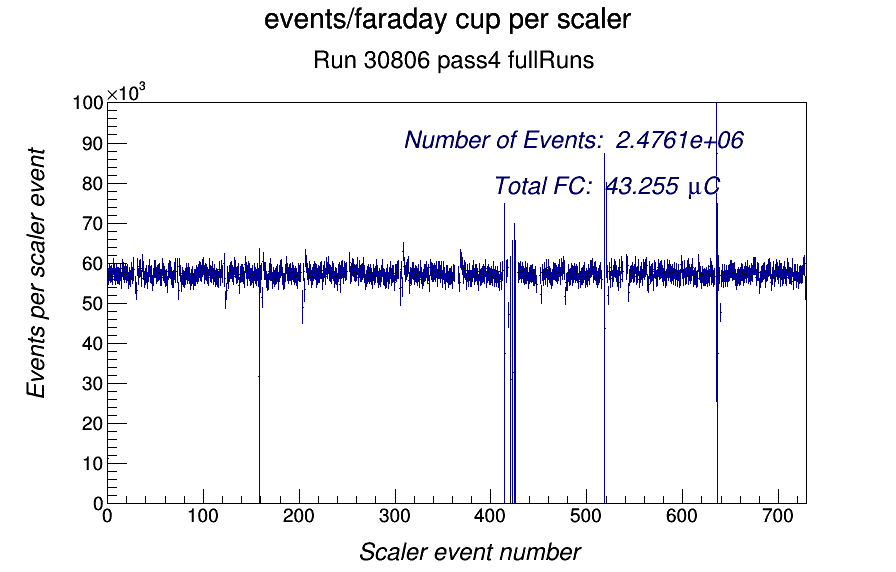 events/faraday cup per scaler
Run 30806 pass4 fullRuns
×10³
100
90
80
70
60
50
40
30
20
10
0
Events per scaler event
Number of Events: 2.4761e+06
Total FC: 43.255 μC
0 100 200 300 400 500 600 700
Scaler event number